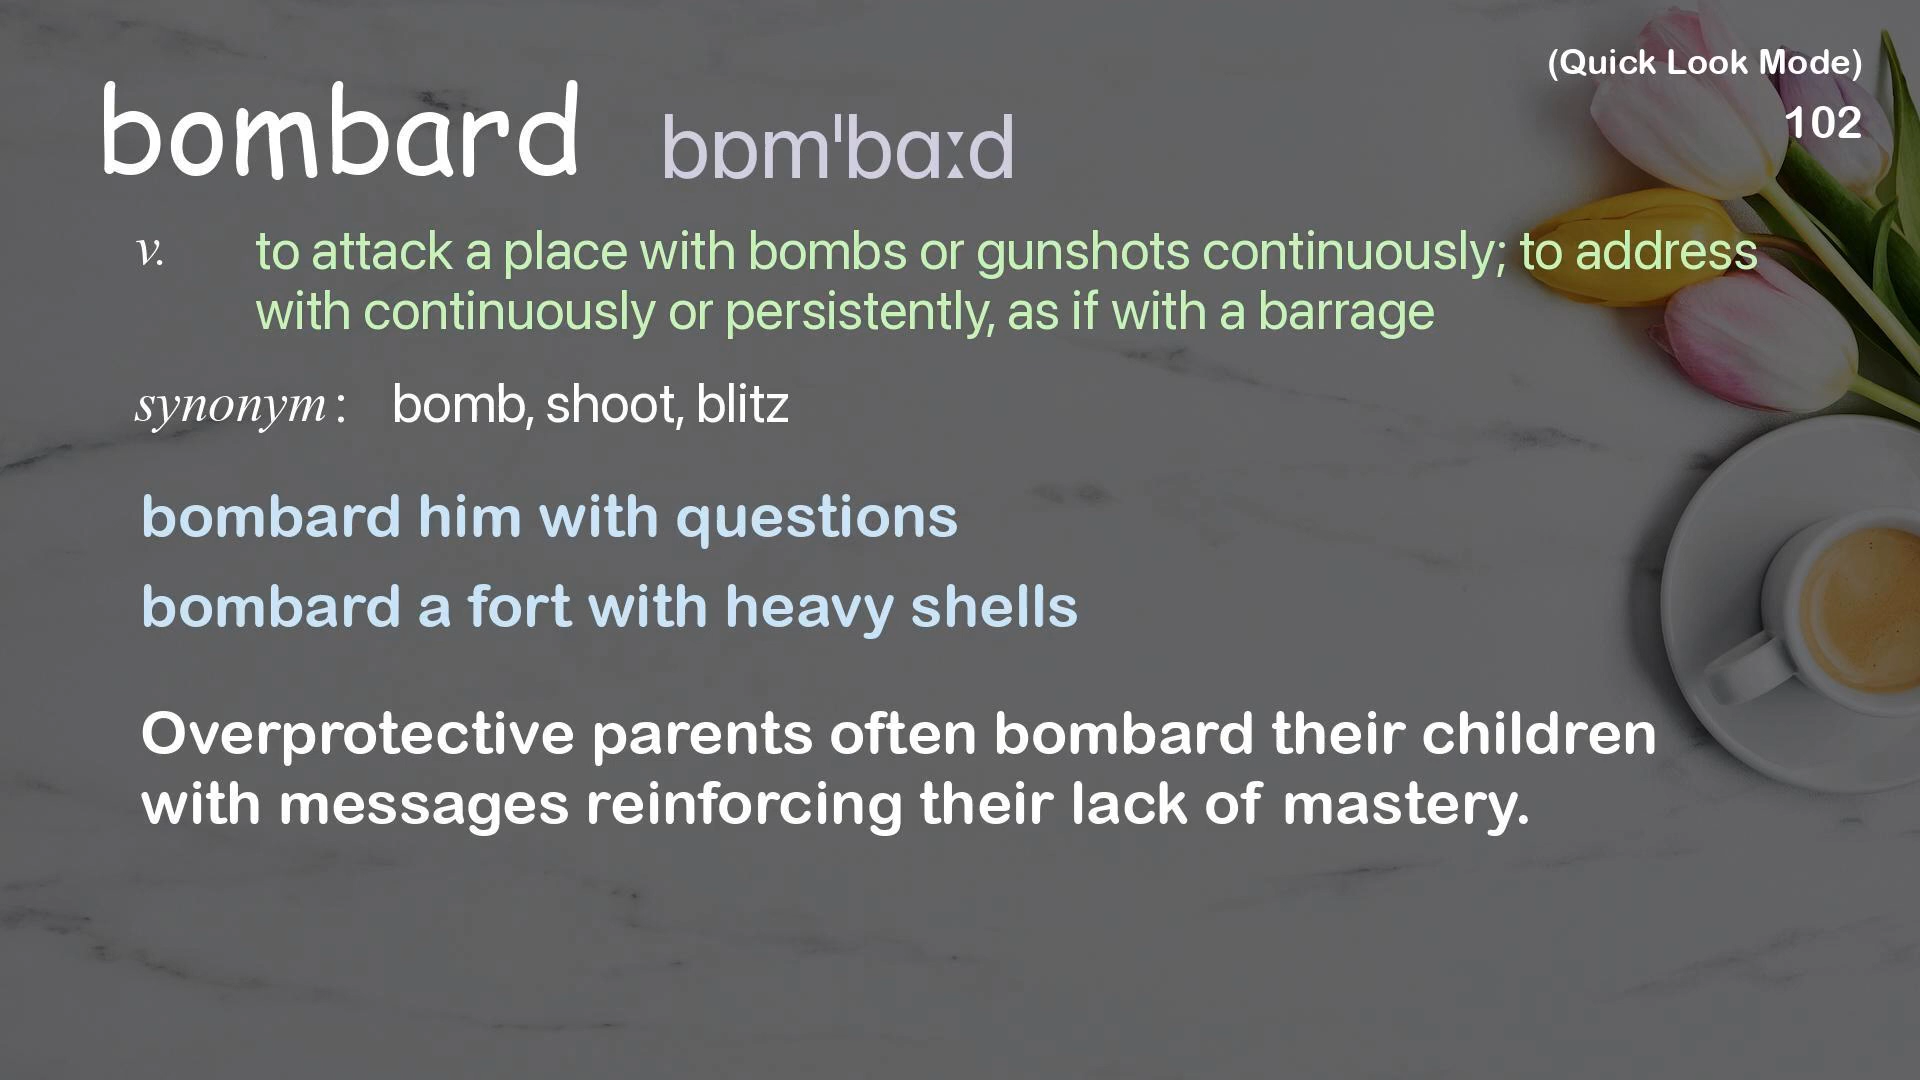 (Quick Look Mode)
102
bombard bɒmˈbɑːd
v. to attack a place with bombs or gunshots continuously; to address
with continuously or persistently, as if with a barrage
synonym: bomb, shoot, blitz
bombard him with questions
bombard a fort with heavy shells
Overprotective parents often bombard their children
with messages reinforcing their lack of mastery.